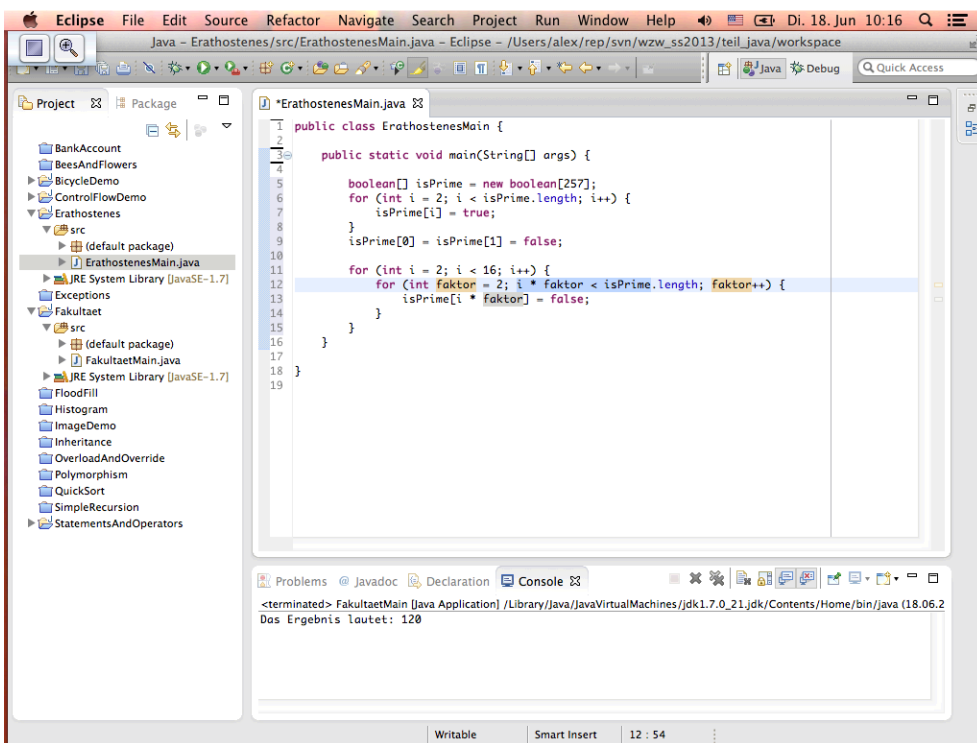 Eclipse File Edit Source Refactor Navigate Search Project Run Window Help Di. 18. Jun 10:16
Java – Erathostenes/src/ErathostenesMain.java – Eclipse – /Users/alex/rep/svn/wzw_ss2013/teil_java/workspace
Java Debug Quick Access
Project Package
BankAccount
BeesAndFlowers
BicycleDemo
ControlFlowDemo
Erathostenes
src
(default package)
ErathostenesMain.java
JRE System Library [JavaSE-1.7]
Exceptions
Fakultaet
src
(default package)
FakultaetMain.java
JRE System Library [JavaSE-1.7]
FloodFill
Histogram
ImageDemo
Inheritance
OverloadAndOverride
Polymorphism
QuickSort
SimpleRecursion
StatementsAndOperators
*ErathostenesMain.java
1 public class ErathostenesMain {
2
3 public static void main(String[] args) {
4
5 boolean[] isPrime = new boolean[257];
6 for (int i = 2; i < isPrime.length; i++) {
7 isPrime[i] = true;
8 }
9 isPrime[0] = isPrime[1] = false;
10
11 for (int i = 2; i < 16; i++) {
12 for (int faktor = 2; i * faktor < isPrime.length; faktor++) {
13 isPrime[i * faktor] = false;
14 }
15 }
16 }
17
18 }
19
Problems @ Javadoc Declaration Console
<terminated> FakultaetMain [Java Application] /Library/Java/JavaVirtualMachines/jdk1.7.0_21.jdk/Contents/Home/bin/java (18.06.2
Das Ergebnis lautet: 120
Writable Smart Insert 12 : 54